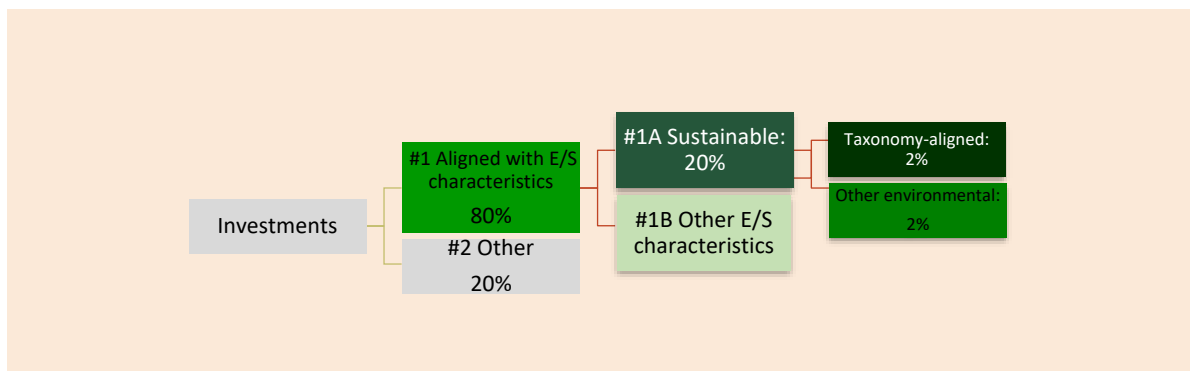 Investments
#1 Aligned with E/S
characteristics
80%
#2 Other
20%
#1A Sustainable:
20%
#1B Other E/S
characteristics
Taxonomy-aligned:
2%
Other environmental:
2%